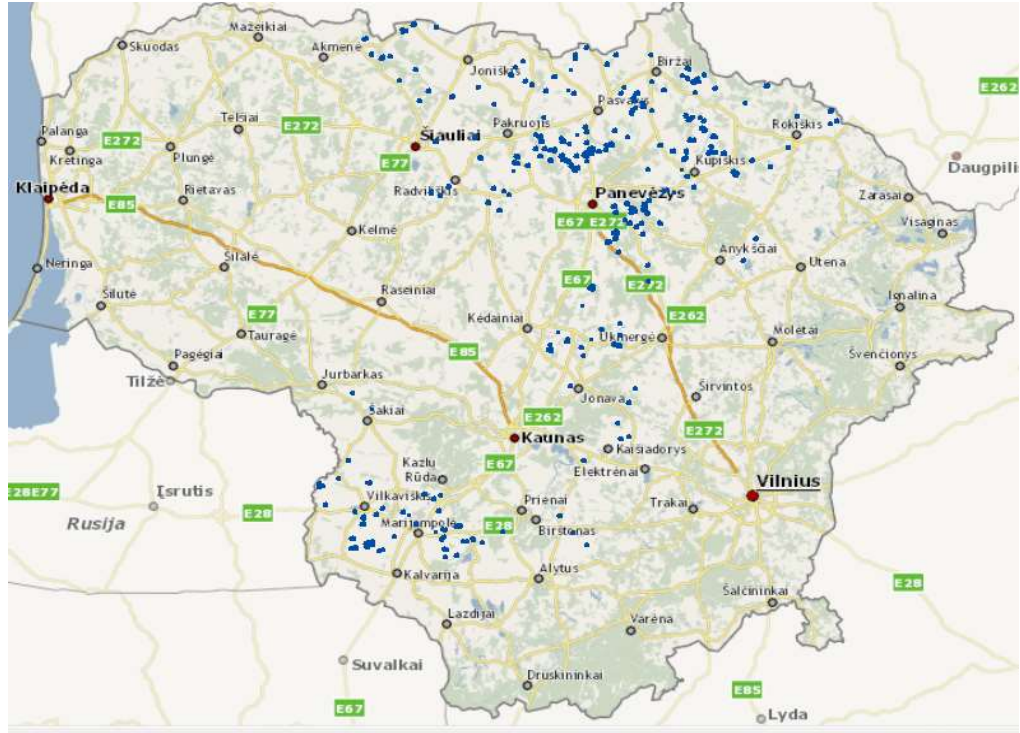 Skuodas
Mažeikiai
Akmenė
Joniškis
Biržai
E262
Palanga
E272
Telšiai
E272
Šiauliai
Pakruojis
Pasvalys
Rokiškis
Kretinga
Plungė
E77
Kupiškis
Daugpilis
Klaipėda
E85
Rietavas
Radviliškis
Panevėžys
Zarasai
Kelmė
E67
E272
Visaginas
Neringa
Šilalė
Anykščiai
Utena
Šilutė
E77
Raseiniai
E67
E272
Ignalina
Tauragė
Kėdainiai
E262
Ukmergė
Molėtai
Pagėgiai
E85
Švenčionys
Tilžė
Jurbarkas
Jonava
Širvintos
Šakiai
E262
E272
Kaunas
Kaišiadorys
E67
Elektrėnai
Kazlų
Rūda
Vilnius
E28E77
Įsrutis
Vilkaviškis
Prienai
Trakai
Rusija
E28
Marijampolė
E28
Birštonas
Kalvarija
Alytus
E28
Šalčininkai
Lazdijai
Varėna
Suvalkai
Druskininkai
E85
E67
Lyda